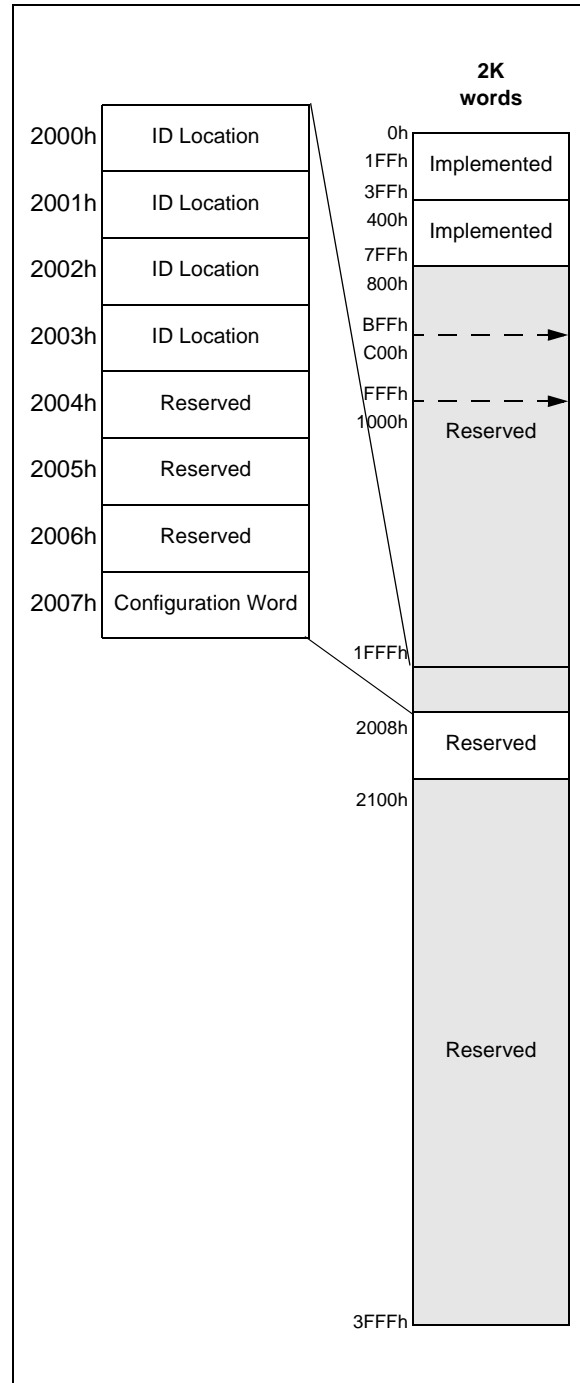 2K
words
2000h ID Location
2001h ID Location
2002h ID Location
2003h ID Location
2004h Reserved
2005h Reserved
2006h Reserved
2007h Configuration Word
0h
1FFh
Implemented
3FFh
400h
Implemented
7FFh
800h
BFFh
C00h
FFFh
1000h
Reserved
1FFFh
2008h
Reserved
2100h
Reserved
3FFFh